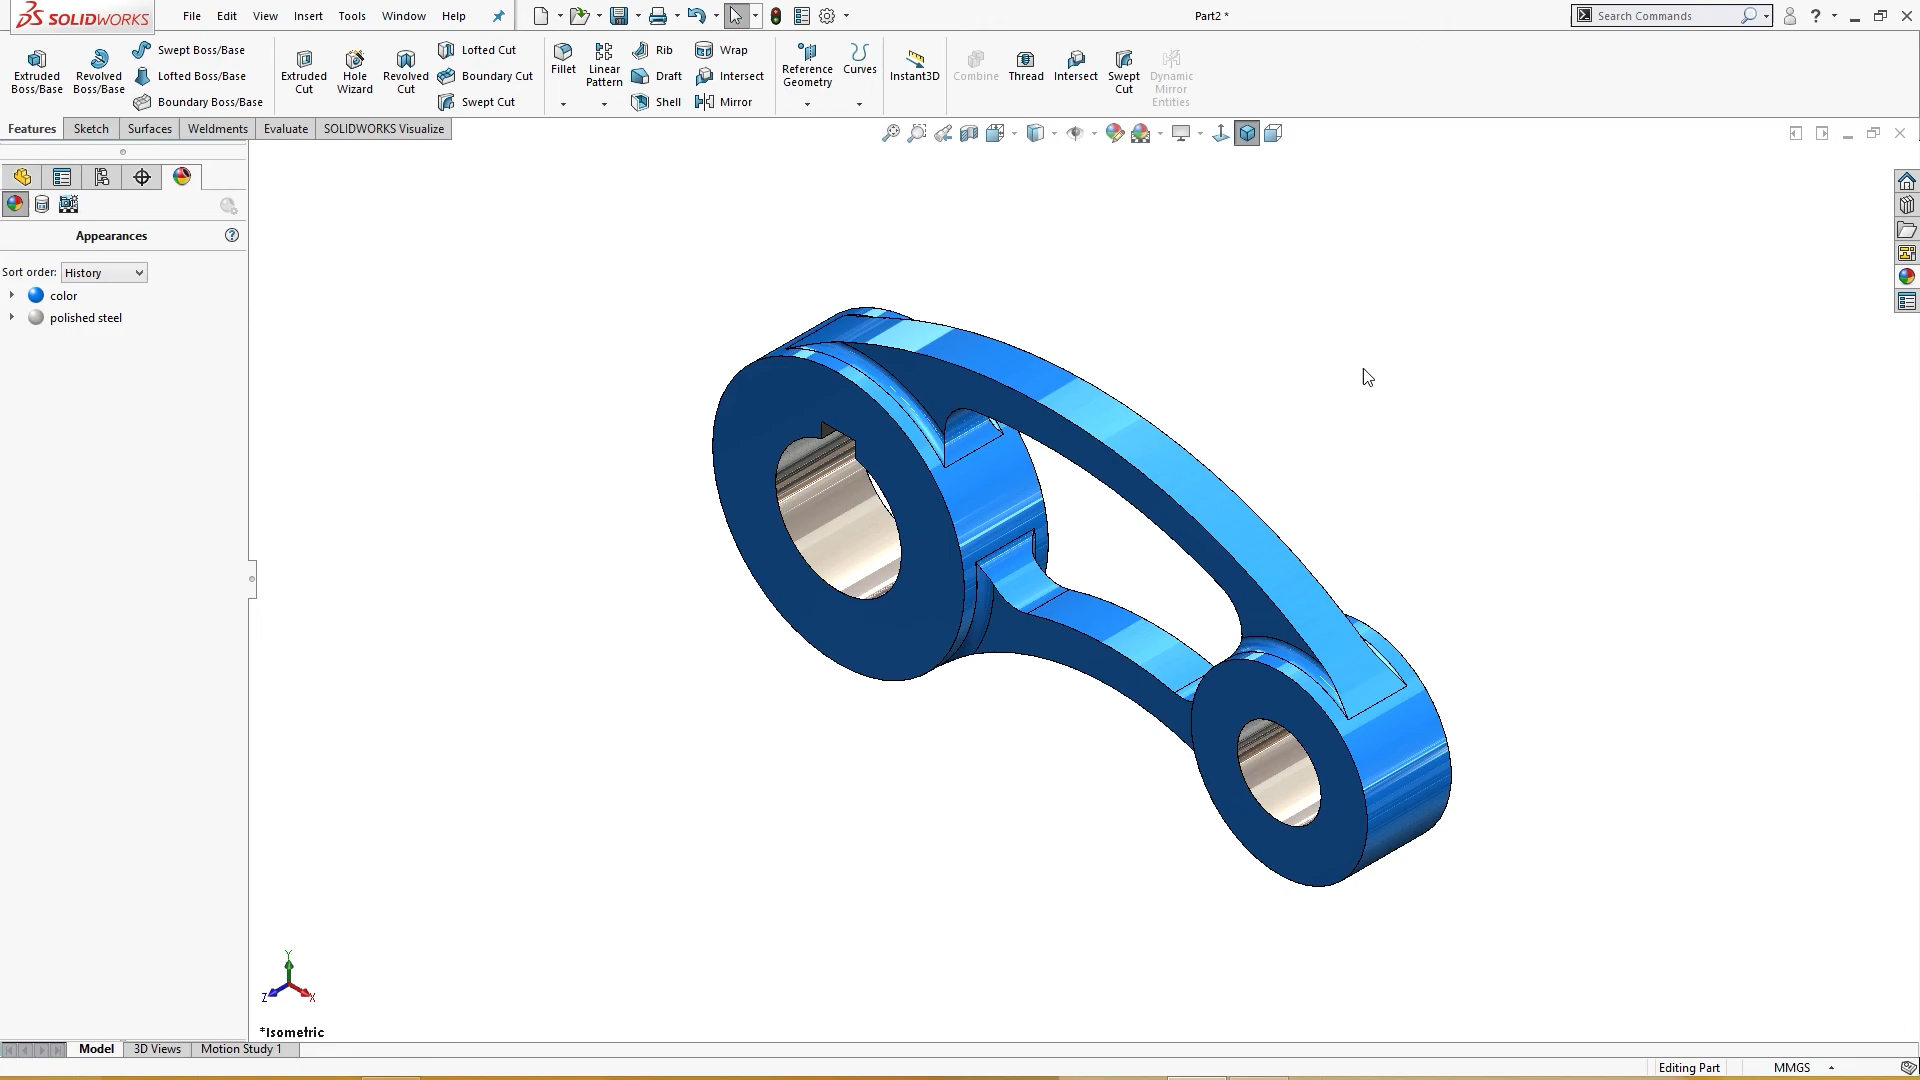 SOLIDWORKS File Edit View Insert Tools Window Help Part2 * Search Commands
Extruded Boss/Base
Revolved Boss/Base
Swept Boss/Base
Lofted Boss/Base
Boundary Boss/Base
Extruded Cut
Hole Wizard
Revolved Cut
Lofted Cut
Boundary Cut
Swept Cut
Fillet
Linear Pattern
Rib
Draft
Shell
Wrap
Intersect
Mirror
Reference Geometry
Curves
Instant3D
Combine
Thread
Intersect
Swept Cut
Dynamic Mirror Entities
Features Sketch Surfaces Weldments Evaluate SOLIDWORKS Visualize
Appearances
Sort order: History
color
polished steel
Y
Z X
*Isometric
Model 3D Views Motion Study 1
Editing Part MMGS